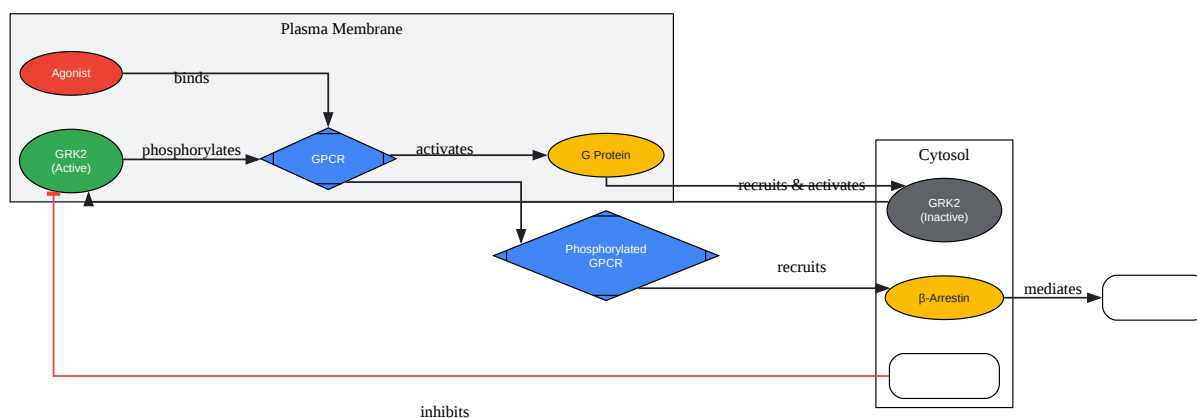 Plasma Membrane
Agonist
binds
GRK2
(Active)
phosphorylates
GPCR
activates
G Protein
Cytosol
recruits & activates
GRK2
(Inactive)
Phosphorylated
GPCR
recruits
β-Arrestin
mediates
inhibits